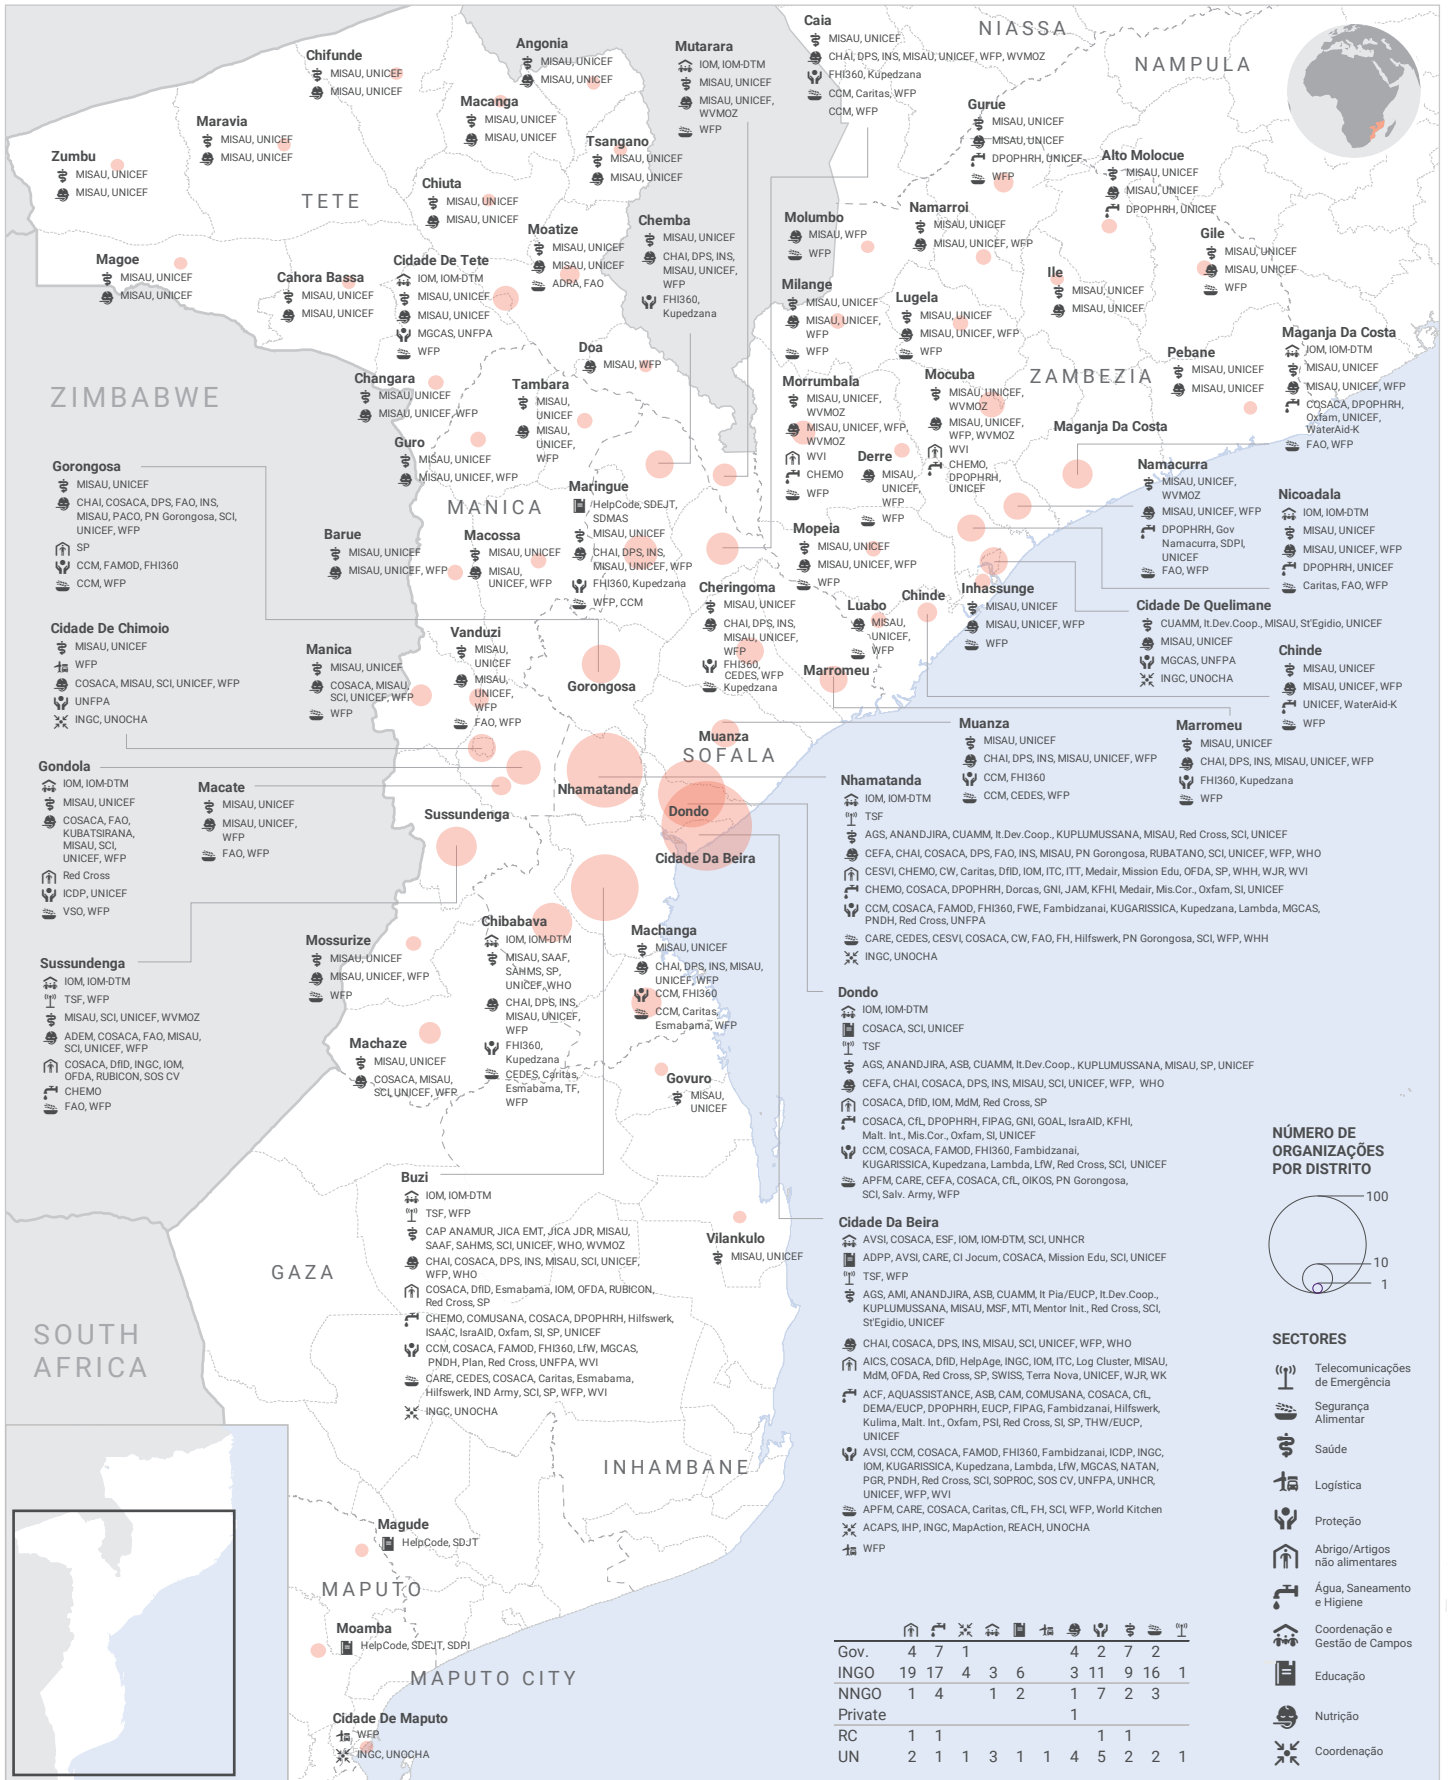 NIASSA
NAMPULA
TETE
ZAMBEZIA
MANICA
SOFALA
GAZA
INHAMBANE
MAPUTO
MAPUTO CITY
ZIMBABWE
SOUTH
AFRICA
Chifunde
MISAU, UNICEF
MISAU, UNICEF
Angonia
MISAU, UNICEF
MISAU, UNICEF
Mutarara
IOM, IOM-DTM
MISAU, UNICEF
MISAU, UNICEF,
WVMOZ
WFP
Caia
MISAU, UNICEF
CHAI, DPS, INS, MISAU, UNICEF, WFP, WVMOZ
FHI360, Kupedzana
CCM, Caritas, WFP
CCM, WFP
Macanga
MISAU, UNICEF
MISAU, UNICEF
Maravia
MISAU, UNICEF
MISAU, UNICEF
Zumbu
MISAU, UNICEF
MISAU, UNICEF
Tsangano
MISAU, UNICEF
MISAU, UNICEF
Gurue
MISAU, UNICEF
MISAU, UNICEF
DPOPHRH, UNICEF
WFP
Alto Molocue
MISAU, UNICEF
MISAU, UNICEF
DPOPHRH, UNICEF
Chiuta
MISAU, UNICEF
MISAU, UNICEF
Moatize
MISAU, UNICEF
MISAU, UNICEF
ADRA, FAO
Chemba
MISAU, UNICEF
CHAI, DPS, INS,
MISAU, UNICEF,
WFP
FHI360,
Kupedzana
Molumbo
MISAU, WFP
WFP
Namarroi
MISAU, UNICEF
MISAU, UNICEF, WFP
Gile
MISAU, UNICEF
MISAU, UNICEF
WFP
Magoe
MISAU, UNICEF
MISAU, UNICEF
Cahora Bassa
MISAU, UNICEF
MISAU, UNICEF
Cidade De Tete
IOM, IOM-DTM
MISAU, UNICEF
MISAU, UNICEF
MGCAS, UNFPA
WFP
Ile
MISAU, UNICEF
MISAU, UNICEF
Milange
MISAU, UNICEF
MISAU, UNICEF,
WFP
WFP
Lugela
MISAU, UNICEF
MISAU, UNICEF, WFP
WFP
Maganja Da Costa
IOM, IOM-DTM
MISAU, UNICEF
MISAU, UNICEF, WFP
COSACA, DPOPHRH,
Oxfam, UNICEF,
WaterAid-K
FAO, WFP
Doa
MISAU, WFP
Pebane
MISAU, UNICEF
MISAU, UNICEF
Changara
MISAU, UNICEF
MISAU, UNICEF, WFP
Tambara
MISAU,
UNICEF
MISAU,
UNICEF,
WFP
Morrumbala
MISAU, UNICEF,
WVMOZ
MISAU, UNICEF, WFP,
WVMOZ
WVI
CHEMO
WFP
Mocuba
MISAU, UNICEF,
WVMOZ
MISAU, UNICEF,
WFP, WVMOZ
WVI
CHEMO,
DPOPHRH,
UNICEF
Maganja Da Costa
Guro
MISAU, UNICEF
MISAU, UNICEF, WFP
Derre
MISAU,
UNICEF,
WFP
WFP
Namacurra
MISAU, UNICEF,
WVMOZ
MISAU, UNICEF, WFP
DPOPHRH, Gov
Namacurra, SDPI,
UNICEF
FAO, WFP
Gorongosa
MISAU, UNICEF
CHAI, COSACA, DPS, FAO, INS,
MISAU, PACO, PN Gorongosa, SCI,
UNICEF, WFP
SP
CCM, FAMOD, FHI360
CCM, WFP
Maringue
HelpCode, SDEJT,
SDMAS
MISAU, UNICEF
CHAI, DPS, INS,
MISAU, UNICEF, WFP
FHI360, Kupedzana
WFP, CCM
Nicoadala
IOM, IOM-DTM
MISAU, UNICEF
MISAU, UNICEF, WFP
DPOPHRH, UNICEF
Caritas, FAO, WFP
Barue
MISAU, UNICEF
MISAU, UNICEF, WFP
Macossa
MISAU, UNICEF
MISAU,
UNICEF, WFP
Mopeia
MISAU, UNICEF
MISAU, UNICEF, WFP
WFP
Cheringoma
MISAU, UNICEF
CHAI, DPS, INS,
MISAU, UNICEF,
WFP
FHI360,
CEDES, WFP
Kupedzana
Luabo
MISAU,
UNICEF,
WFP
Chinde
Inhassunge
MISAU, UNICEF
MISAU, UNICEF, WFP
WFP
Cidade De Quelimane
CUAMM, It.Dev.Coop., MISAU, St'Egidio, UNICEF
MISAU, UNICEF
MGCAS, UNFPA
INGC, UNOCHA
Chinde
MISAU, UNICEF
MISAU, UNICEF, WFP
UNICEF, WaterAid-K
WFP
Cidade De Chimoio
MISAU, UNICEF
WFP
COSACA, MISAU, SCI, UNICEF, WFP
UNFPA
INGC, UNOCHA
Manica
MISAU, UNICEF
COSACA, MISAU,
SCI, UNICEF, WFP
WFP
Vanduzi
MISAU,
UNICEF
MISAU,
UNICEF,
WFP
FAO, WFP
Gorongosa
Marromeu
Muanza
Muanza
MISAU, UNICEF
CHAI, DPS, INS, MISAU, UNICEF, WFP
CCM, FHI360
CCM, CEDES, WFP
Marromeu
MISAU, UNICEF
CHAI, DPS, INS, MISAU, UNICEF, WFP
FHI360, Kupedzana
WFP
Gondola
IOM, IOM-DTM
MISAU, UNICEF
COSACA, FAO,
KUBATSIRANA,
MISAU, SCI,
UNICEF, WFP
Red Cross
ICDP, UNICEF
VSO, WFP
Macate
MISAU, UNICEF
MISAU, UNICEF,
WFP
FAO, WFP
Nhamatanda
Dondo
Cidade Da Beira
Sussundenga
Nhamatanda
IOM, IOM-DTM
TSF
AGS, ANANDJIRA, CUAMM, It.Dev.Coop., KUPLUMUSSANA, MISAU, Red Cross, SCI, UNICEF
CEFA, CHAI, COSACA, DPS, FAO, INS, MISAU, PN Gorongosa, RUBATANO, SCI, UNICEF, WFP, WHO
CESVI, CHEMO, CW, Caritas, DfID, IOM, ITC, ITT, Medair, Mission Edu, OFDA, SP, WHH, WJR, WVI
CHEMO, COSACA, DPOPHRH, Dorcas, GNI, JAM, KFHI, Medair, Mis.Cor., Oxfam, SI, UNICEF
CCM, COSACA, FAMOD, FHI360, FWE, Fambidzanai, KUGARISSICA, Kupedzana, Lambda, MGCAS,
PNDH, Red Cross, UNFPA
CARE, CEDES, CESVI, COSACA, CW, FAO, FH, Hilfswerk, PN Gorongosa, SCI, WFP, WHH
INGC, UNOCHA
Sussundenga
IOM, IOM-DTM
TSF, WFP
MISAU, SCI, UNICEF, WVMOZ
ADEM, COSACA, FAO, MISAU,
SCI, UNICEF, WFP
COSACA, DfID, INGC, IOM,
OFDA, RUBICON, SOS CV
CHEMO
FAO, WFP
Mossurize
MISAU, UNICEF
MISAU, UNICEF, WFP
WFP
Chibabava
IOM, IOM-DTM
MISAU, SAAF,
SAHMS, SP,
UNICEF, WHO
CHAI, DPS, INS,
MISAU, UNICEF,
WFP
FHI360,
Kupedzana
CEDES, Caritas,
Esmabama, TF,
WFP
Machanga
MISAU, UNICEF
CHAI, DPS, INS, MISAU,
UNICEF, WFP
CCM, FHI360
CCM, Caritas,
Esmabama, WFP
Machaze
MISAU, UNICEF
COSACA, MISAU,
SCI, UNICEF, WFP
Govuro
MISAU,
UNICEF
Dondo
IOM, IOM-DTM
COSACA, SCI, UNICEF
TSF
AGS, ANANDJIRA, ASB, CUAMM, It.Dev.Coop., KUPLUMUSSANA, MISAU, SP, UNICEF
CEFA, CHAI, COSACA, DPS, INS, MISAU, SCI, UNICEF, WFP, WHO
COSACA, DfID, IOM, MdM, Red Cross, SP
COSACA, CfL, DPOPHRH, FIPAG, GNI, GOAL, IsraAID, KFHI,
Malt. Int., Mis.Cor., Oxfam, SI, UNICEF
CCM, COSACA, FAMOD, FHI360, Fambidzanai,
KUGARISSICA, Kupedzana, Lambda, LfW, Red Cross, SCI, UNICEF
APFM, CARE, CEFA, COSACA, CfL, OIKOS, PN Gorongosa,
SCI, Salv. Army, WFP
Buzi
IOM, IOM-DTM
TSF, WFP
CAP ANAMUR, JICA EMT, JICA JDR, MISAU,
SAAF, SAHMS, SCI, UNICEF, WHO, WVMOZ
CHAI, COSACA, DPS, INS, MISAU, SCI, UNICEF,
WFP, WHO
COSACA, DfID, Esmabama, IOM, OFDA, RUBICON,
Red Cross, SP
CHEMO, COMUSANA, COSACA, DPOPHRH, Hilfswerk,
ISAAC, IsraAID, Oxfam, SI, SP, UNICEF
CCM, COSACA, FAMOD, FHI360, LfW, MGCAS,
PNDH, Plan, Red Cross, UNFPA, WVI
CARE, CEDES, COSACA, Caritas, Esmabama,
Hilfswerk, IND Army, SCI, SP, WFP, WVI
INGC, UNOCHA
Vilankulo
MISAU, UNICEF
Cidade Da Beira
AVSI, COSACA, ESF, IOM, IOM-DTM, SCI, UNHCR
ADPP, AVSI, CARE, CI Jocum, COSACA, Mission Edu, SCI, UNICEF
TSF, WFP
AGS, AMI, ANANDJIRA, ASB, CUAMM, It Pia/EUCP, It.Dev.Coop.,
KUPLUMUSSANA, MISAU, MSF, MTI, Mentor Init., Red Cross, SCI,
St'Egidio, UNICEF
CHAI, COSACA, DPS, INS, MISAU, SCI, UNICEF, WFP, WHO
AICS, COSACA, DfID, HelpAge, INGC, IOM, ITC, Log Cluster, MISAU,
MdM, OFDA, Red Cross, SP, SWISS, Terra Nova, UNICEF, WJR, WK
ACF, AQUASSISTANCE, ASB, CAM, COMUSANA, COSACA, CfL,
DEMA/EUCP, DPOPHRH, EUCP, FIPAG, Fambidzanai, Hilfswerk,
Kulima, Malt. Int., Oxfam, PSI, Red Cross, SI, SP, THW/EUCP,
UNICEF
AVSI, CCM, COSACA, FAMOD, FHI360, Fambidzanai, ICDP, INGC,
IOM, KUGARISSICA, Kupedzana, Lambda, LfW, MGCAS, NATAN,
PGR, PNDH, Red Cross, SCI, SOPROC, SOS CV, UNFPA, UNHCR,
UNICEF, WFP, WVI
APFM, CARE, COSACA, Caritas, CfL, FH, SCI, WFP, World Kitchen
ACAPS, IHP, INGC, MapAction, REACH, UNOCHA
WFP
Magude
HelpCode, SDJT
Moamba
HelpCode, SDEJT, SDPI
Cidade De Maputo
WFP
INGC, UNOCHA
NÚMERO DE
ORGANIZAÇÕES
POR DISTRITO
100
10
1
SECTORES
Telecomunicações
de Emergência
Segurança
Alimentar
Saúde
Logística
Proteção
Abrigo/Artigos
não alimentares
Água, Saneamento
e Higiene
Coordenação e
Gestão de Campos
Educação
Nutrição
Coordenação
Gov. 4 7 1 4 2 7 2
INGO 19 17 4 3 6 3 11 9 16 1
NNGO 1 4 1 2 1 7 2 3
Private 1
RC 1 1 1 1
UN 2 1 1 3 1 1 4 5 2 2 1